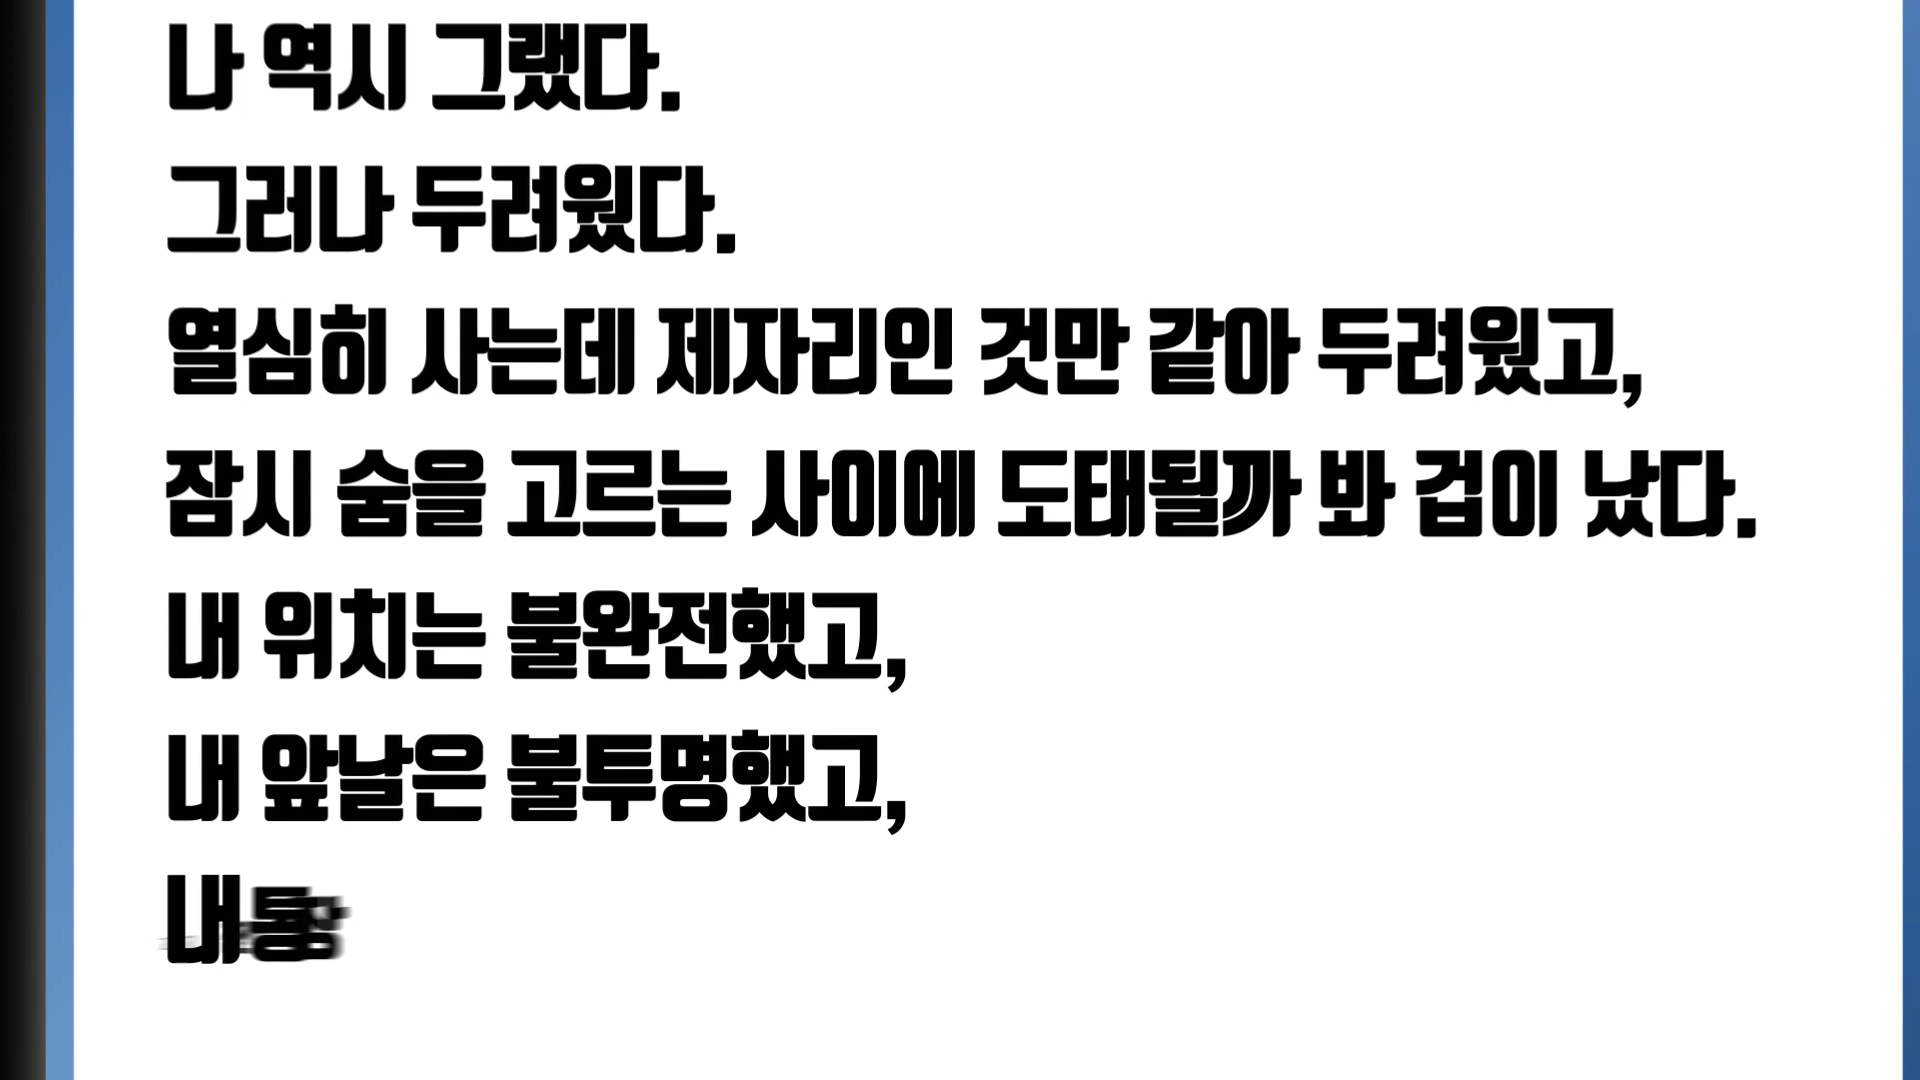 나 역시 그랬다.
그러나 두려웠다.
열심히 사는데 제자리인 것만 같아 두려웠고,
잠시 숨을 고르는 사이에 도태될까 봐 겁이 났다.
내 위치는 불완전했고,
내 앞날은 불투명했고,
내